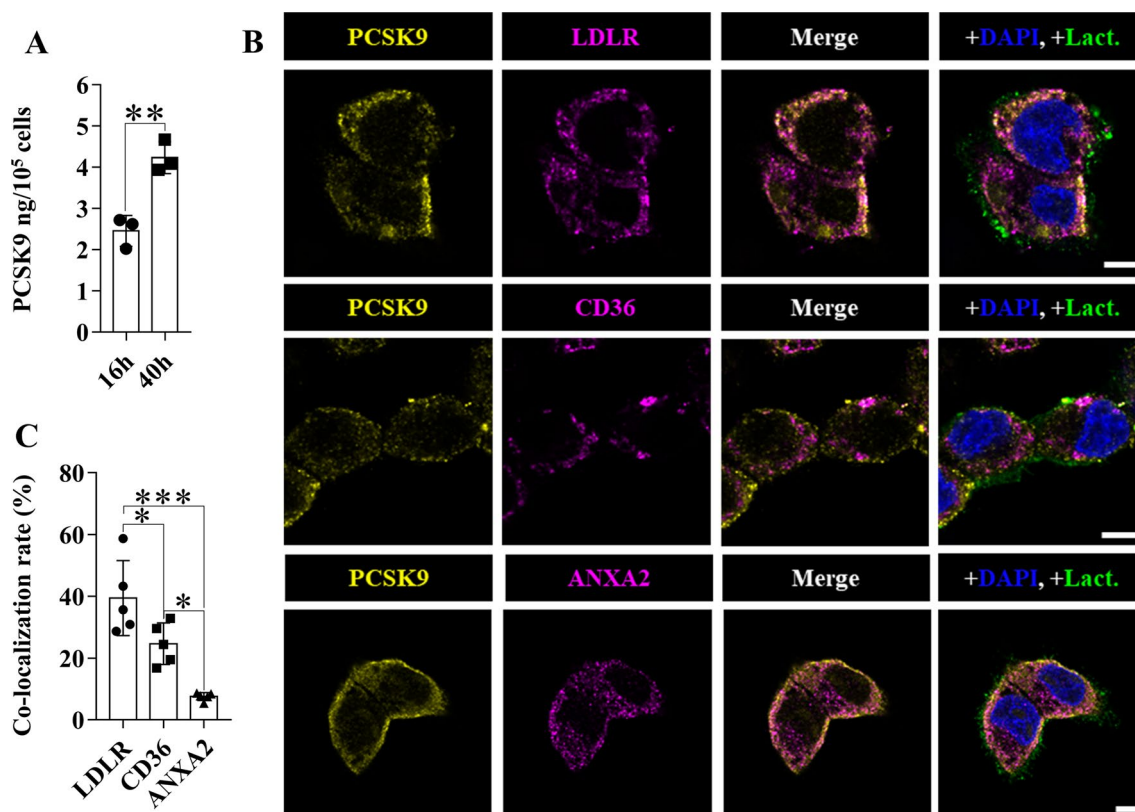 A
PCSK9 ng/10⁵ cells
6
5
4
3
2
1
0
**
16h
40h
B
PCSK9 LDLR Merge +DAPI, +Lact.
PCSK9 CD36 Merge +DAPI, +Lact.
PCSK9 ANXA2 Merge +DAPI, +Lact.
C
Co-localization rate (%)
80
60
40
20
0
***
*
*
LDLR
CD36
ANXA2